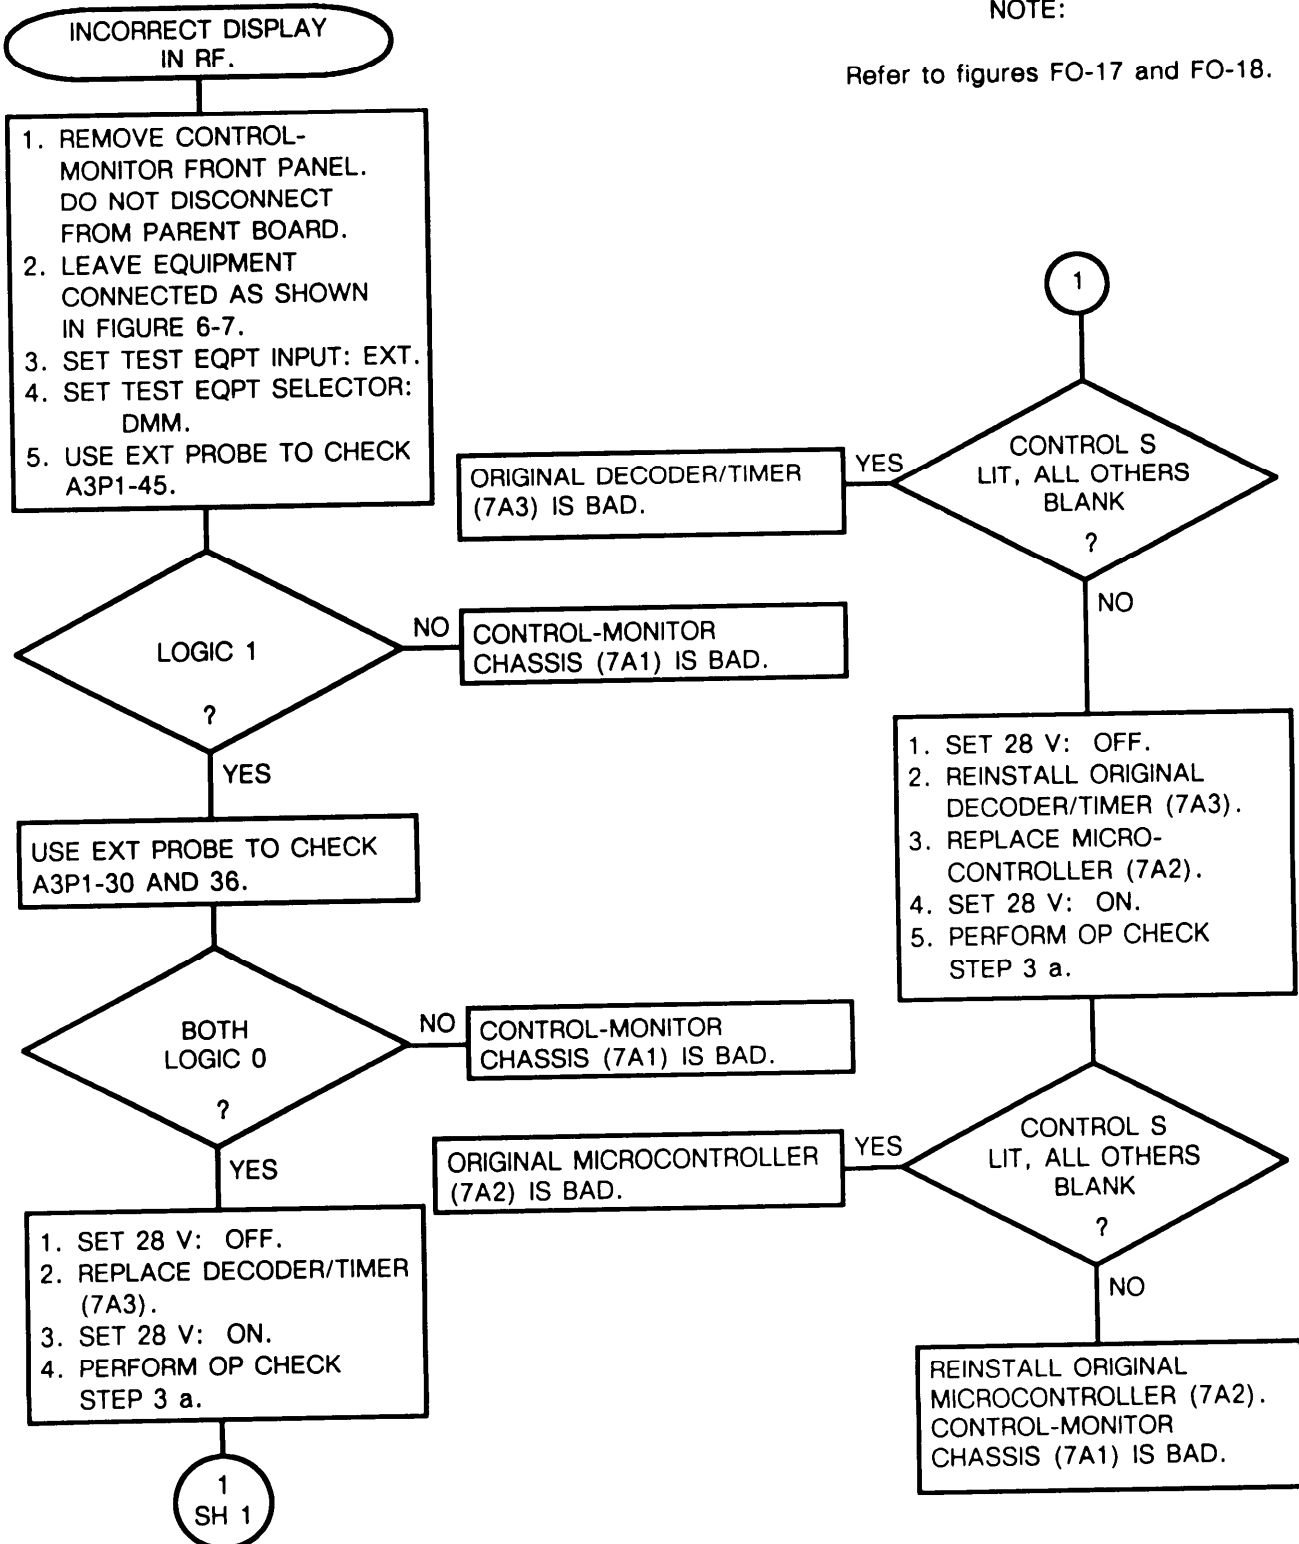 INCORRECT DISPLAY
IN RF.
NOTE:
Refer to figures FO-17 and FO-18.
1. REMOVE CONTROL-
MONITOR FRONT PANEL.
DO NOT DISCONNECT
FROM PARENT BOARD.
2. LEAVE EQUIPMENT
CONNECTED AS SHOWN
IN FIGURE 6-7.
3. SET TEST EQPT INPUT: EXT.
4. SET TEST EQPT SELECTOR:
DMM.
5. USE EXT PROBE TO CHECK
A3P1-45.
LOGIC 1
?
NO
CONTROL-MONITOR
CHASSIS (7A1) IS BAD.
YES
USE EXT PROBE TO CHECK
A3P1-30 AND 36.
BOTH
LOGIC 0
?
NO
CONTROL-MONITOR
CHASSIS (7A1) IS BAD.
YES
1. SET 28 V: OFF.
2. REPLACE DECODER/TIMER
(7A3).
3. SET 28 V: ON.
4. PERFORM OP CHECK
STEP 3 a.
1
SH 1
1
CONTROL S
LIT, ALL OTHERS
BLANK
?
YES
ORIGINAL DECODER/TIMER
(7A3) IS BAD.
NO
1. SET 28 V: OFF.
2. REINSTALL ORIGINAL
DECODER/TIMER (7A3).
3. REPLACE MICRO-
CONTROLLER (7A2).
4. SET 28 V: ON.
5. PERFORM OP CHECK
STEP 3 a.
CONTROL S
LIT, ALL OTHERS
BLANK
?
YES
ORIGINAL MICROCONTROLLER
(7A2) IS BAD.
NO
REINSTALL ORIGINAL
MICROCONTROLLER (7A2).
CONTROL-MONITOR
CHASSIS (7A1) IS BAD.